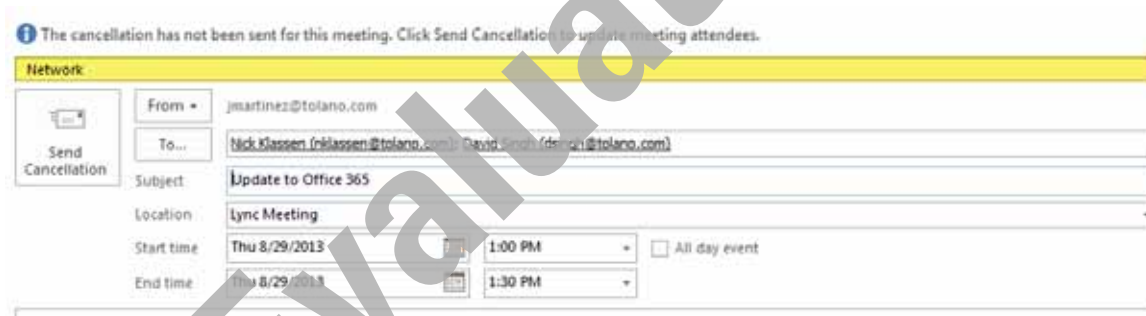 The cancellation has not been sent for this meeting. Click Send Cancellation to update meeting attendees.
Network
Send Cancellation
From jmartinez@tolano.com
To... Nick Klassen (nklassen@tolano.com); David Singh (dsingh@tolano.com)
Subject Update to Office 365
Location Lync Meeting
Start time Thu 8/29/2013 1:00 PM All day event
End time Thu 8/29/2013 1:30 PM
Evaluat